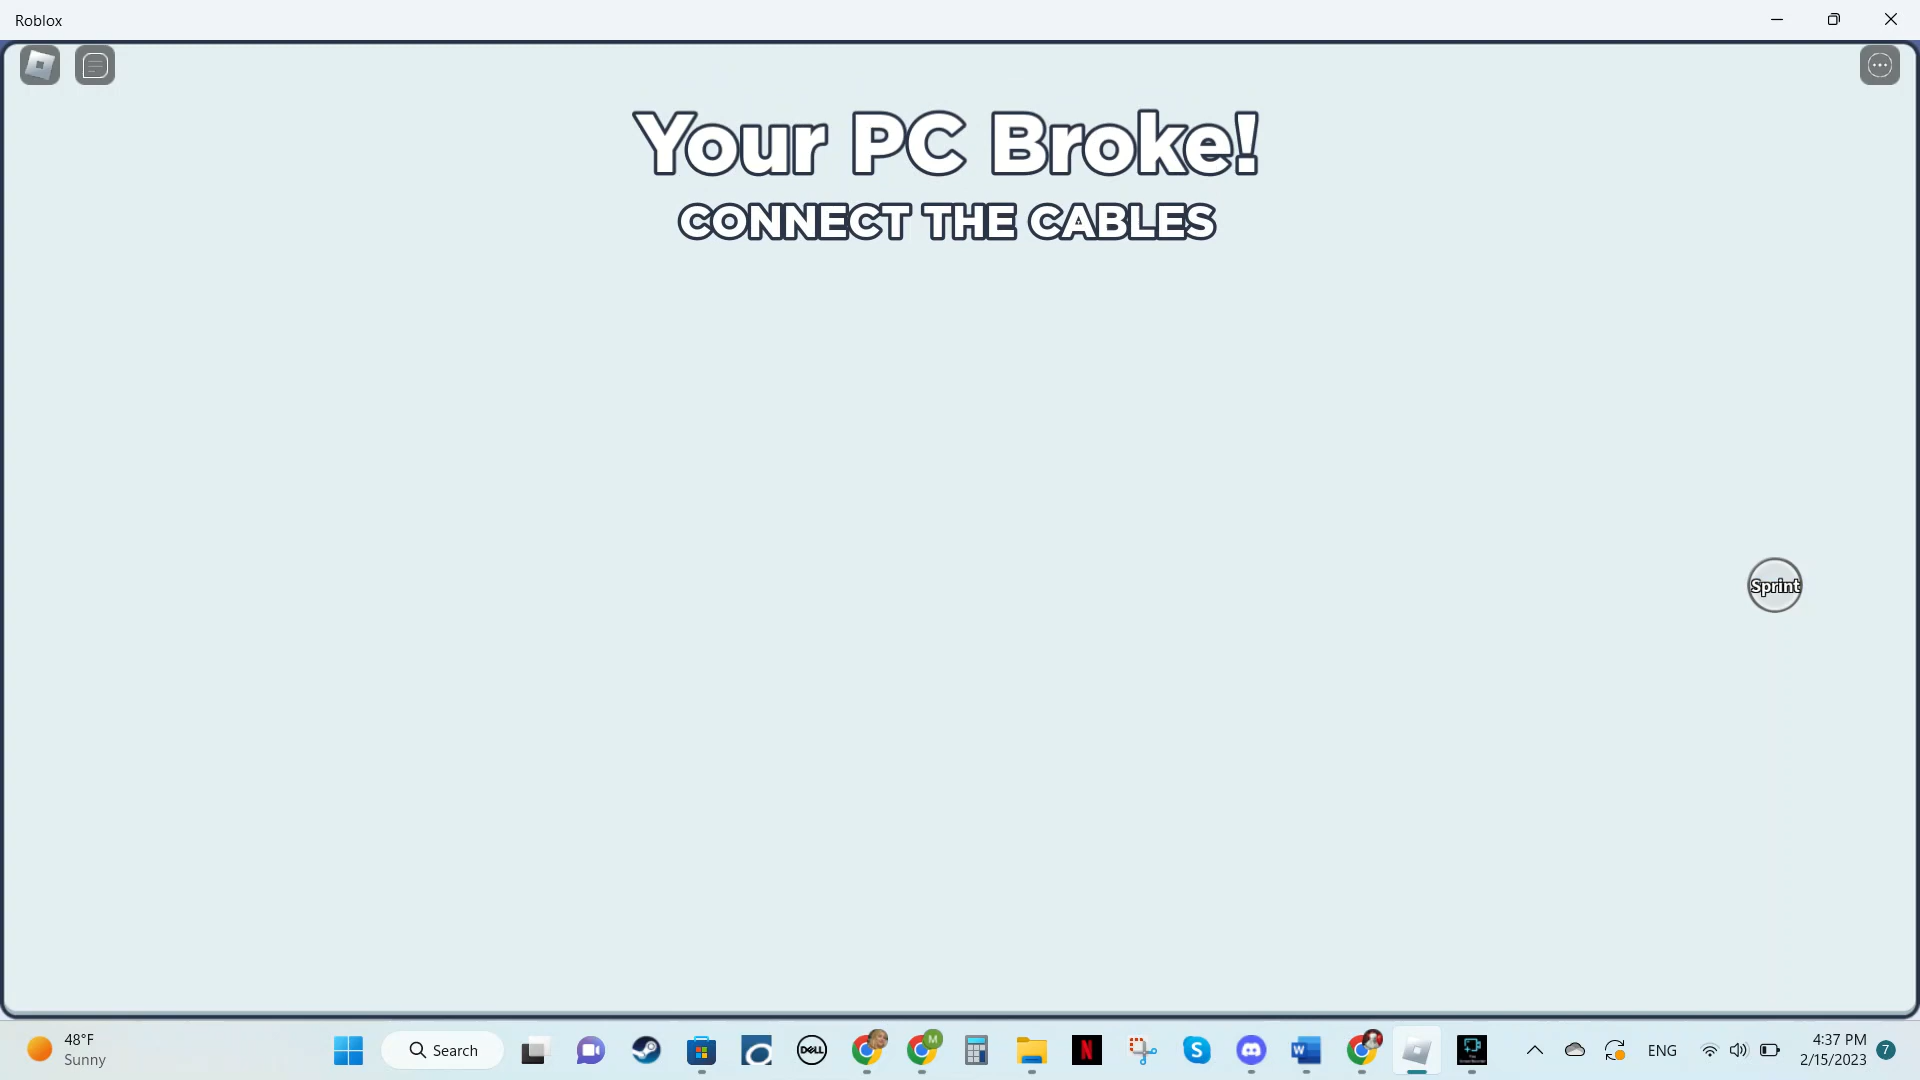 Roblox
Your PC Broke!
CONNECT THE CABLES
Sprint
48°F
Sunny
Search
DELL
M
N
S
W
ENG
4:37 PM
2/15/2023
7